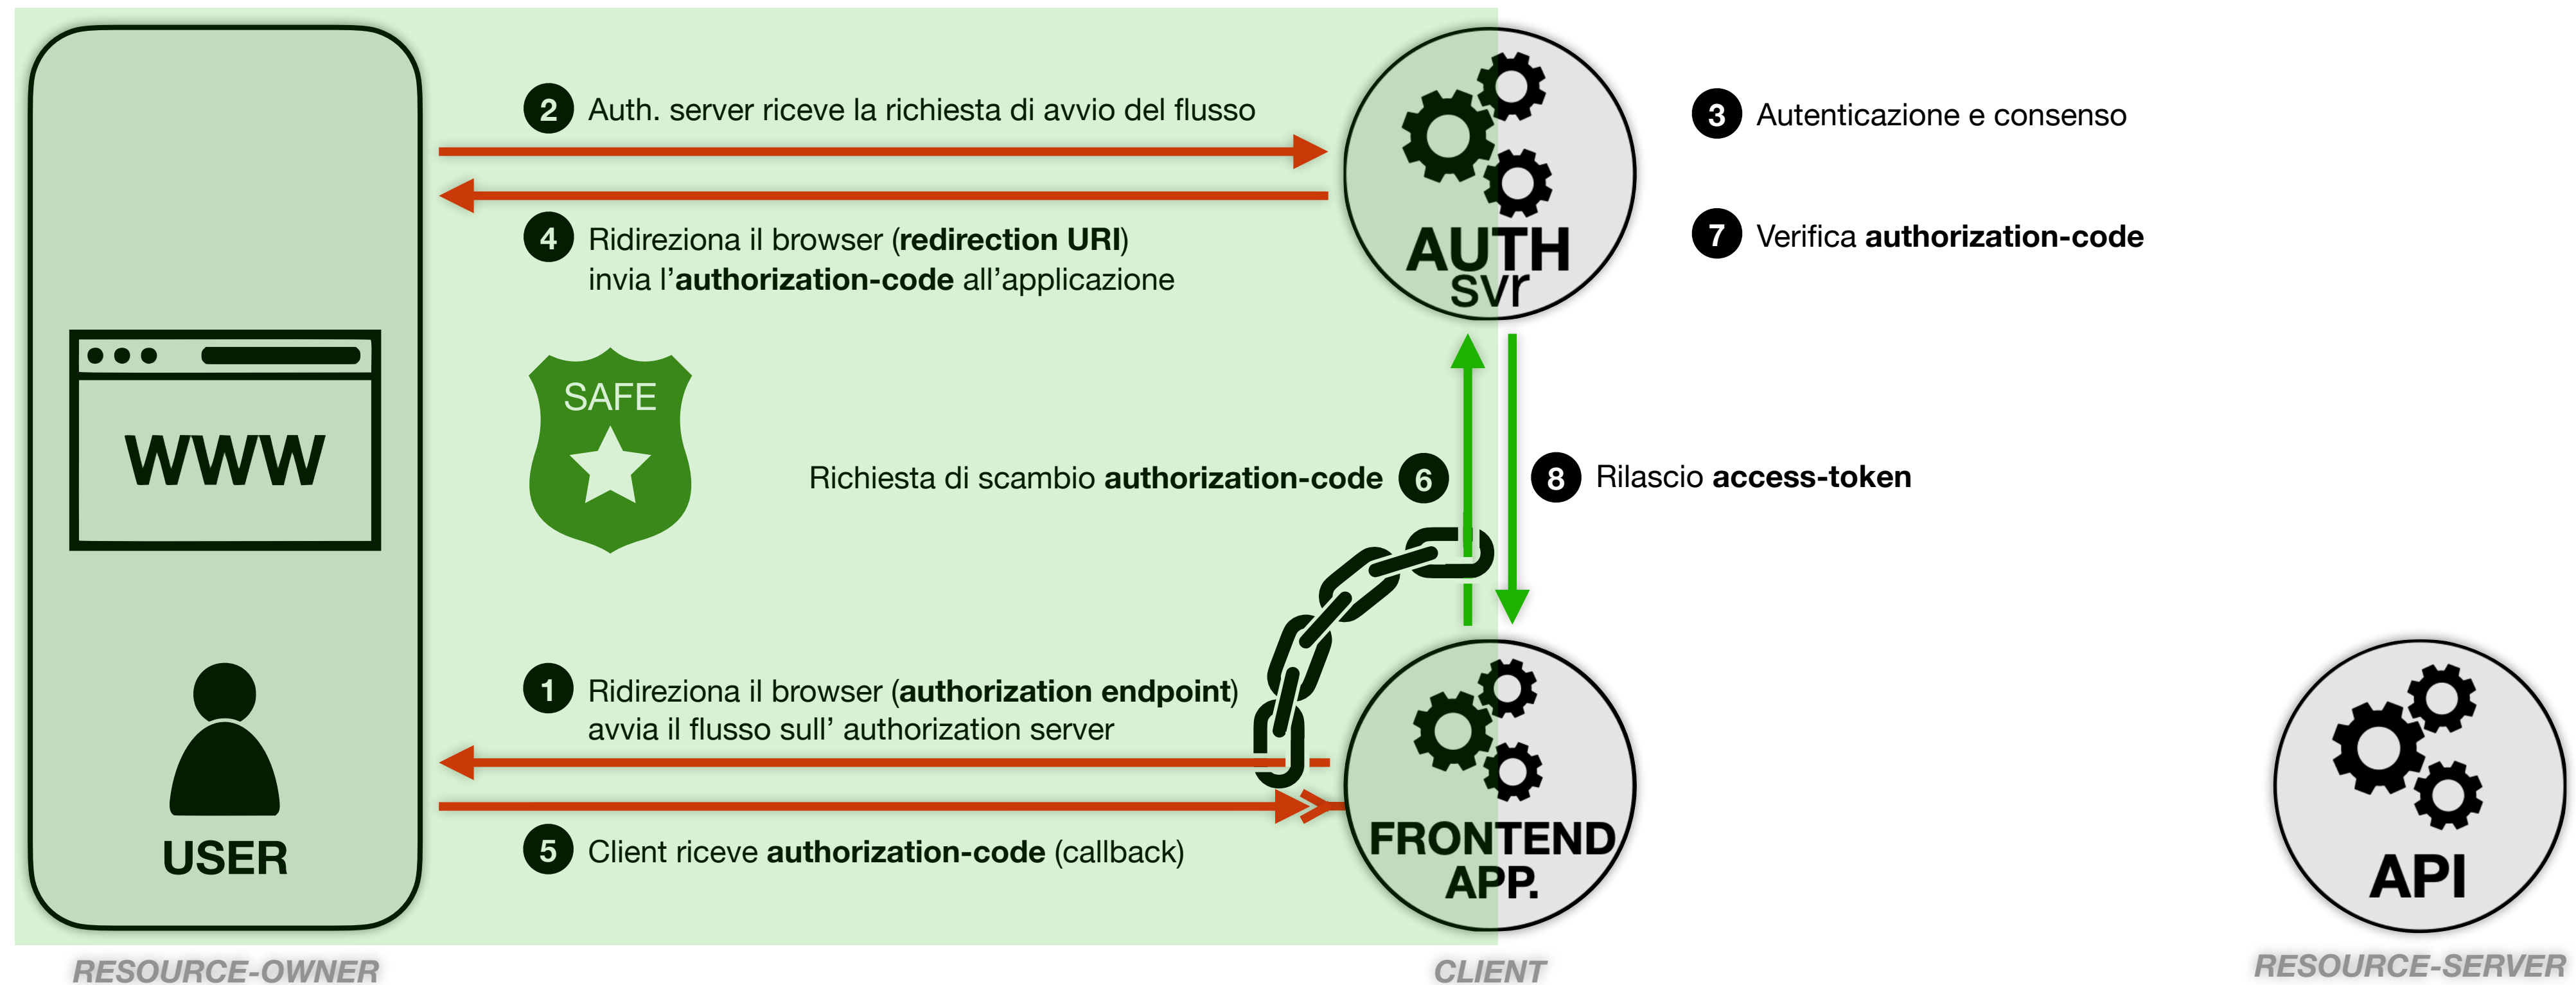 2 Auth. server riceve la richiesta di avvio del flusso
3 Autenticazione e consenso
4 Ridireziona il browser (redirection URI)
invia l'authorization-code all'applicazione
AUTH
svr
7 Verifica authorization-code
WWW
SAFE
Richiesta di scambio authorization-code 6
8 Rilascio access-token
1 Ridireziona il browser (authorization endpoint)
avvia il flusso sull' authorization server
USER
5 Client riceve authorization-code (callback)
FRONTEND
APP.
API
RESOURCE-OWNER
CLIENT
RESOURCE-SERVER